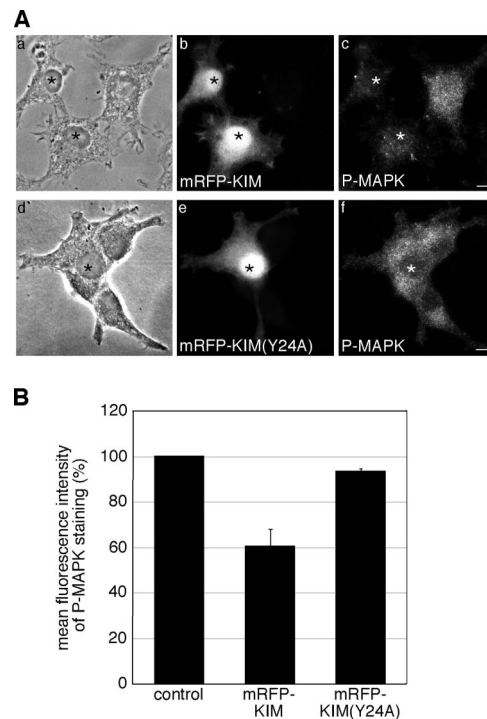 A
a
b
c
* * * * * *
mRFP-KIM
P-MAPK
d`
e
f
* * *
mRFP-KIM(Y24A)
P-MAPK
B
mean fluorescence intensity
of P-MAPK staining (%)
120
100
80
60
40
20
0
control
mRFP-
KIM
mRFP-
KIM(Y24A)